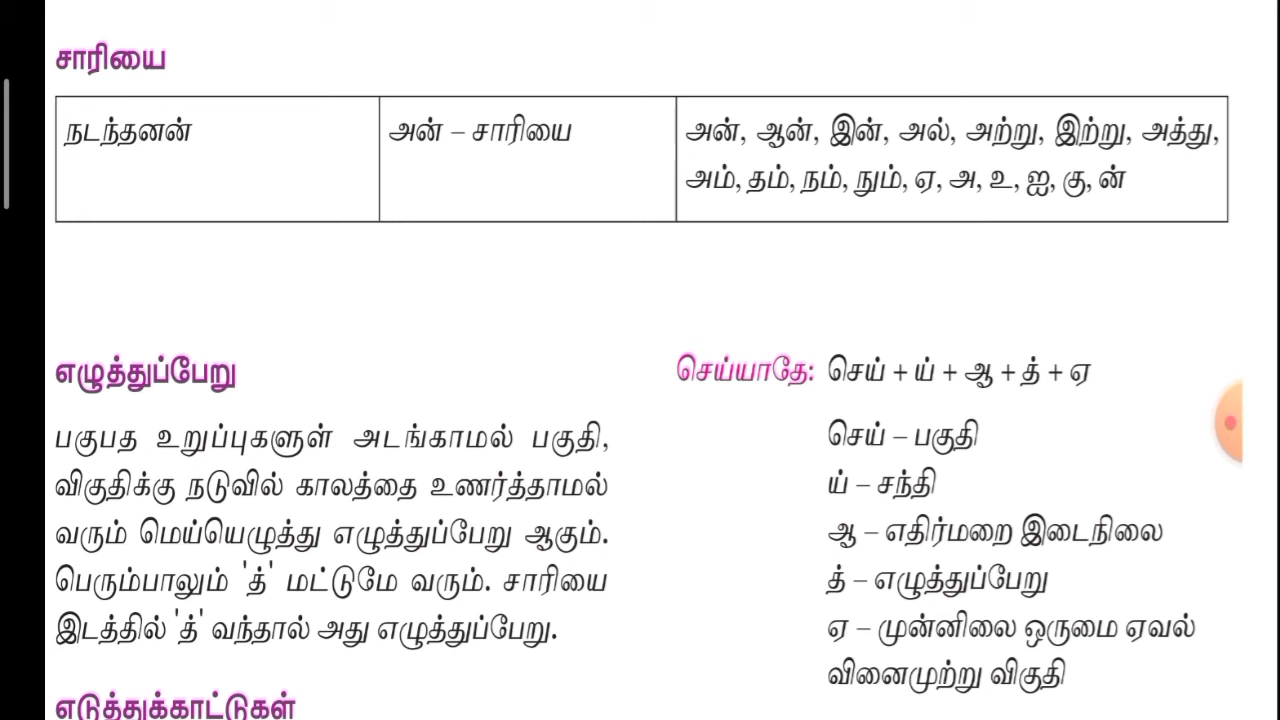 சாரியை
நடந்தனன்
அன் – சாரியை
அன், ஆன், இன், அல், அற்று, இற்று, அத்து,
அம், தம், நம், நும், ஏ, அ, உ, ஐ, கு, ன்
எழுத்துப்பேறு
பகுபத உறுப்புகளுள் அடங்காமல் பகுதி,
விகுதிக்கு நடுவில் காலத்தை உணர்த்தாமல்
வரும் மெய்யெழுத்து எழுத்துப்பேறு ஆகும்.
பெரும்பாலும் 'த்' மட்டுமே வரும். சாரியை
இடத்தில் 'த்' வந்தால் அது எழுத்துப்பேறு.
எடுத்துக்காட்டுகள்
செய்யாதே: செய் + ய் + ஆ + த் + ஏ
செய் – பகுதி
ய் – சந்தி
ஆ – எதிர்மறை இடைநிலை
த் – எழுத்துப்பேறு
ஏ – முன்னிலை ஒருமை ஏவல்
வினைமுற்று விகுதி